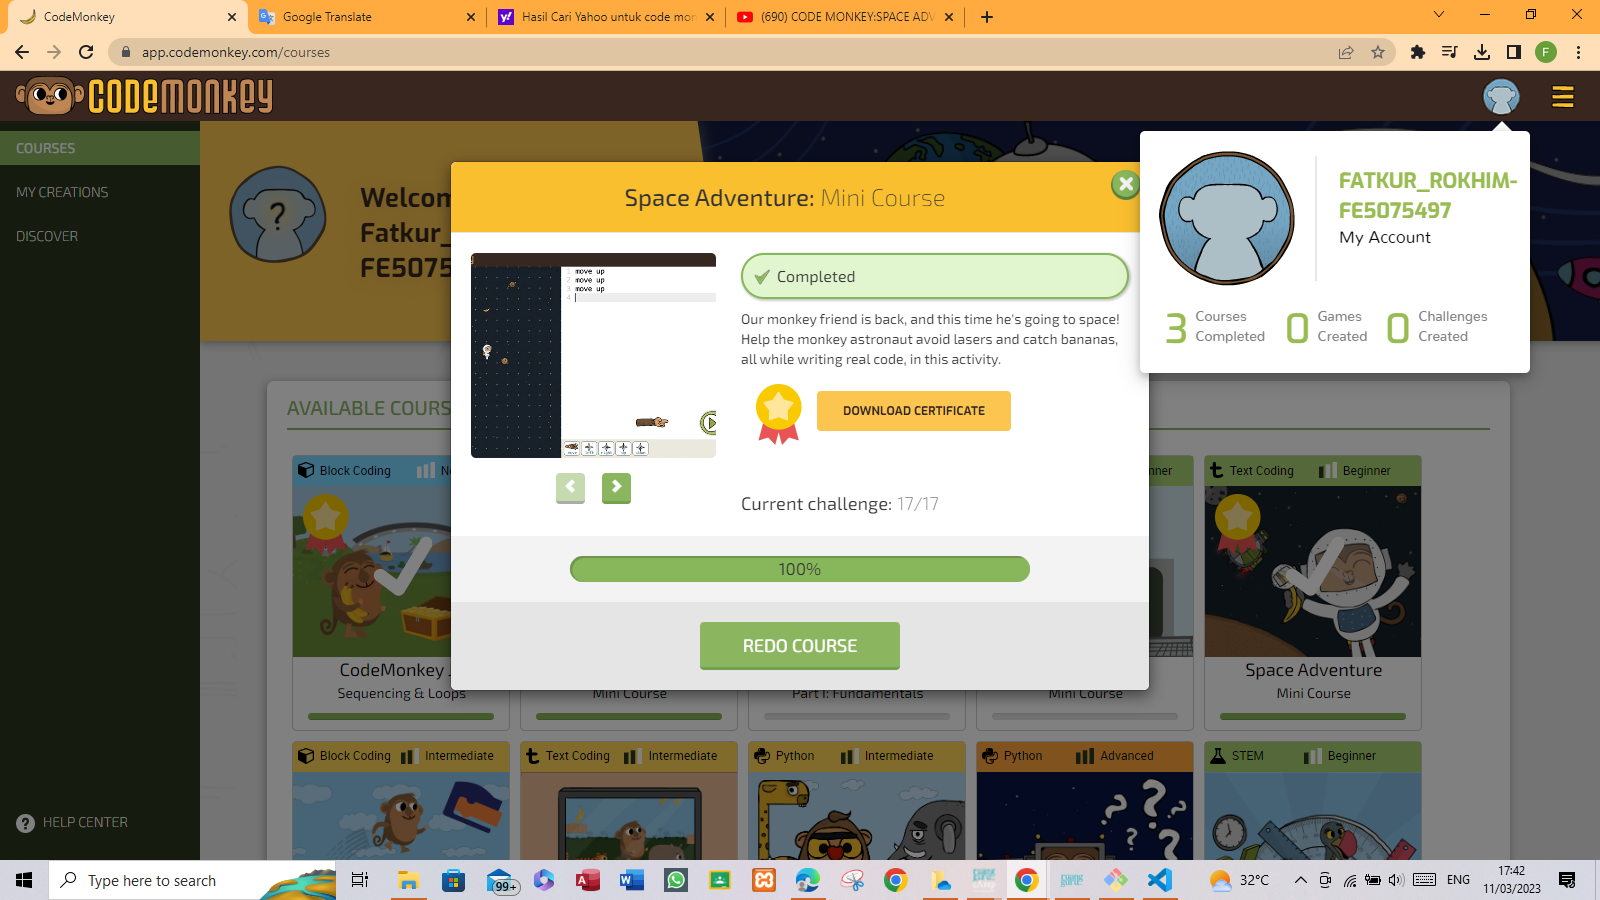 CodeMonkey
Google Translate
Hasil Cari Yahoo untuk code mon
(690) CODE MONKEY:SPACE ADV
app.codemonkey.com/courses
F
CODEMONKEY
COURSES
MY CREATIONS
DISCOVER
HELP CENTER
?
Welcom
Fatkur_
FE5075
Space Adventure: Mini Course
1 move up
2 move up
3 move up
4
Completed
Our monkey friend is back, and this time he's going to space!
Help the monkey astronaut avoid lasers and catch bananas,
all while writing real code, in this activity.
DOWNLOAD CERTIFICATE
Current challenge: 17/17
100%
REDO COURSE
FATKUR_ROKHIM-
FE5075497
My Account
3 Courses Completed
0 Games Created
0 Challenges Created
AVAILABLE COURS
Block Coding
Text Coding Beginner
CodeMonkey
Sequencing & Loops
Mini Course
Part I: Fundamentals
Mini Course
Space Adventure
Mini Course
Block Coding Intermediate
Text Coding Intermediate
Python Intermediate
Python Advanced
STEM Beginner
Type here to search
99+
32°C
ENG
17:42
11/03/2023